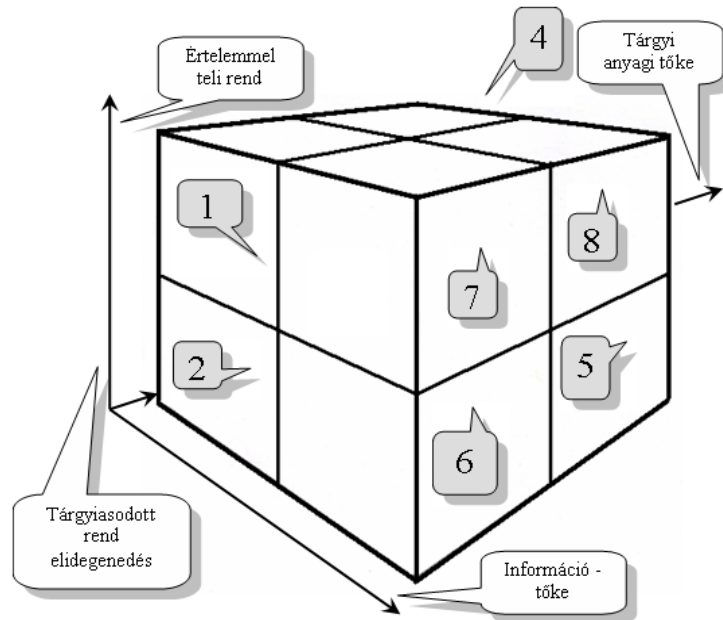 4
Értelemmel
teli rend
Tárgyi
anyagi tőke
1
7
8
2
5
6
Tárgyiasodott
rend
elidegenedés
Információ -
tőke